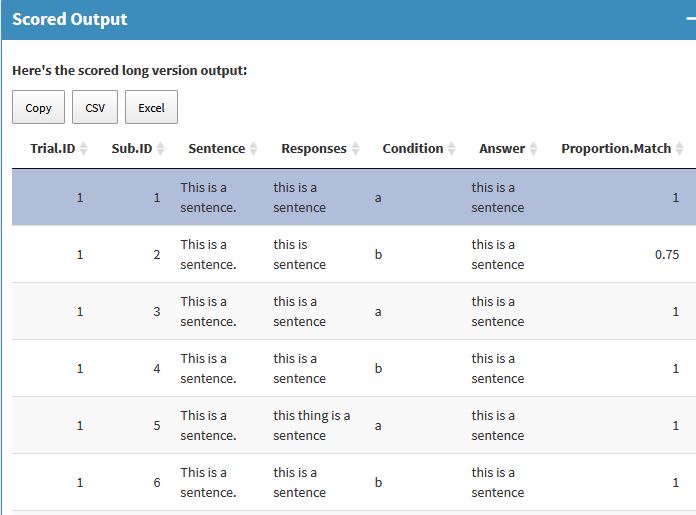 Scored Output
Here's the scored long version output:
Copy CSV Excel
Trial.ID Sub.ID Sentence Responses Condition Answer Proportion.Match
1 1 This is a sentence. this is a sentence a this is a sentence 1
1 2 This is a sentence. this is sentence b this is a sentence 0.75
1 3 This is a sentence. this is a sentence a this is a sentence 1
1 4 This is a sentence. this is a sentence b this is a sentence 1
1 5 This is a sentence. this thing is a sentence a this is a sentence 1
1 6 This is a sentence. this is a sentence b this is a sentence 1